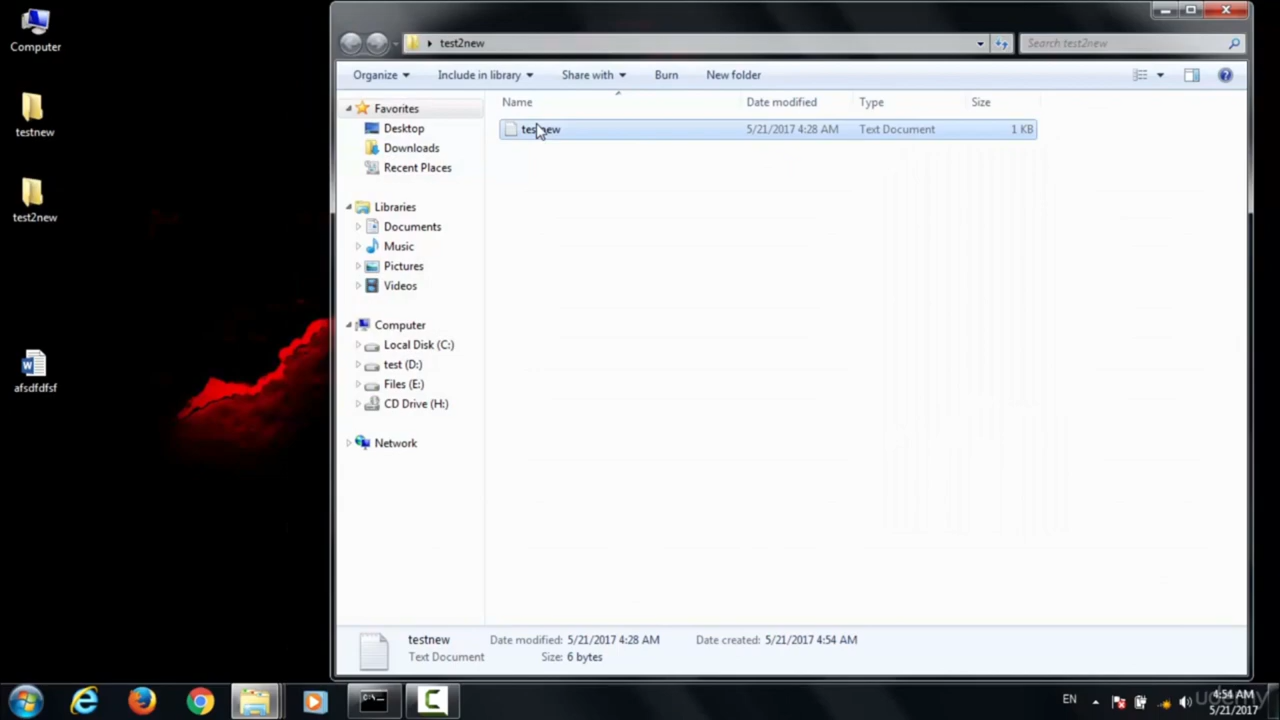 Computer
testnew
test2new
afsdfdfsf
test2new
Search test2new
Organize
Include in library
Share with
Burn
New folder
Favorites
Desktop
Downloads
Recent Places
Libraries
Documents
Music
Pictures
Videos
Computer
Local Disk (C:)
test (D:)
Files (E:)
CD Drive (H:)
Network
Name Date modified Type Size
testnew 5/21/2017 4:28 AM Text Document 1 KB
testnew Date modified: 5/21/2017 4:28 AM Date created: 5/21/2017 4:54 AM
Text Document Size: 6 bytes
EN
4:54 AM
5/21/2017
udemy